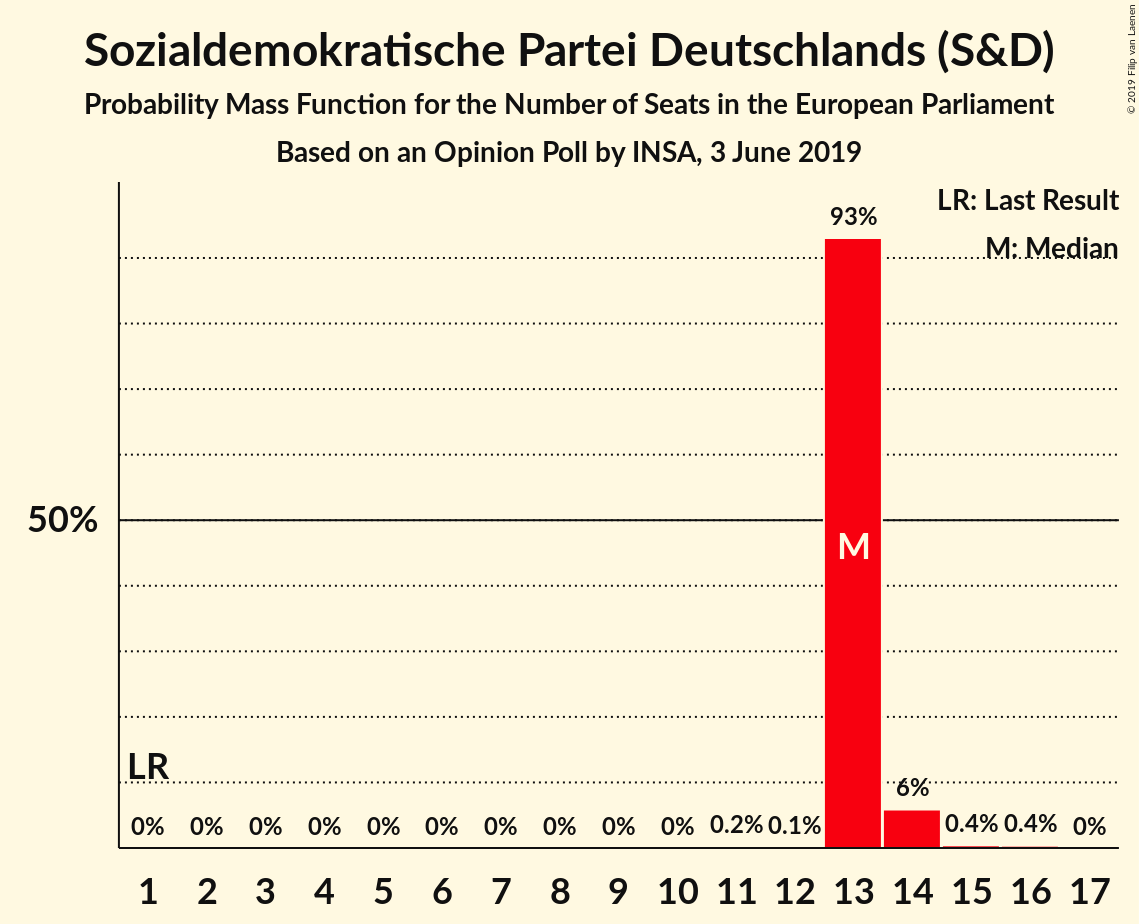 Sozialdemokratische Partei Deutschlands (S&D)
Probability Mass Function for the Number of Seats in the European Parliament
Based on an Opinion Poll by INSA, 3 June 2019
© 2019 Filip van Laenen
LR: Last Result
M: Median
93%
50%
M
LR
6%
0% 0% 0% 0% 0% 0% 0% 0% 0% 0% 0.2% 0.1% 0.4% 0.4% 0%
1 2 3 4 5 6 7 8 9 10 11 12 13 14 15 16 17